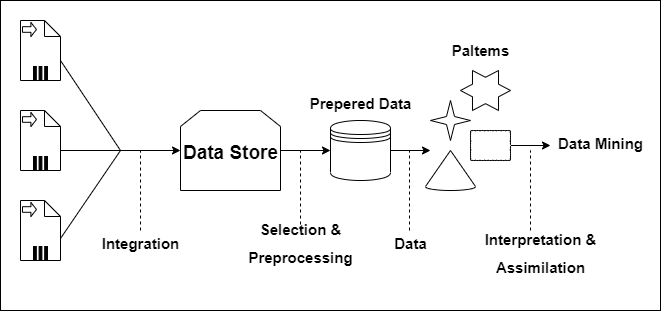 Paltems
Prepered Data
Data Store
Data Mining
Integration
Selection &
Preprocessing
Data
Interpretation &
Assimilation